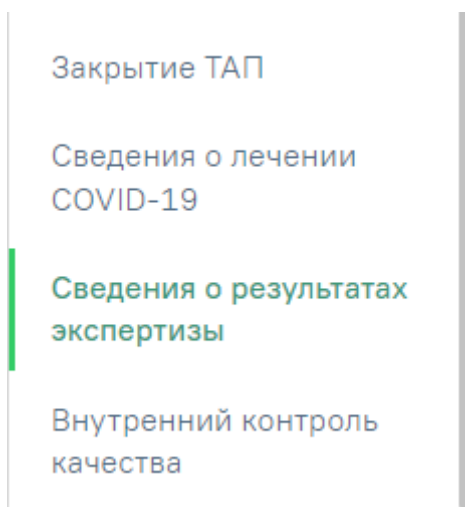 Закрытие ТАП
Сведения о лечении
COVID-19
Сведения о результатах
экспертизы
Внутренний контроль
качества